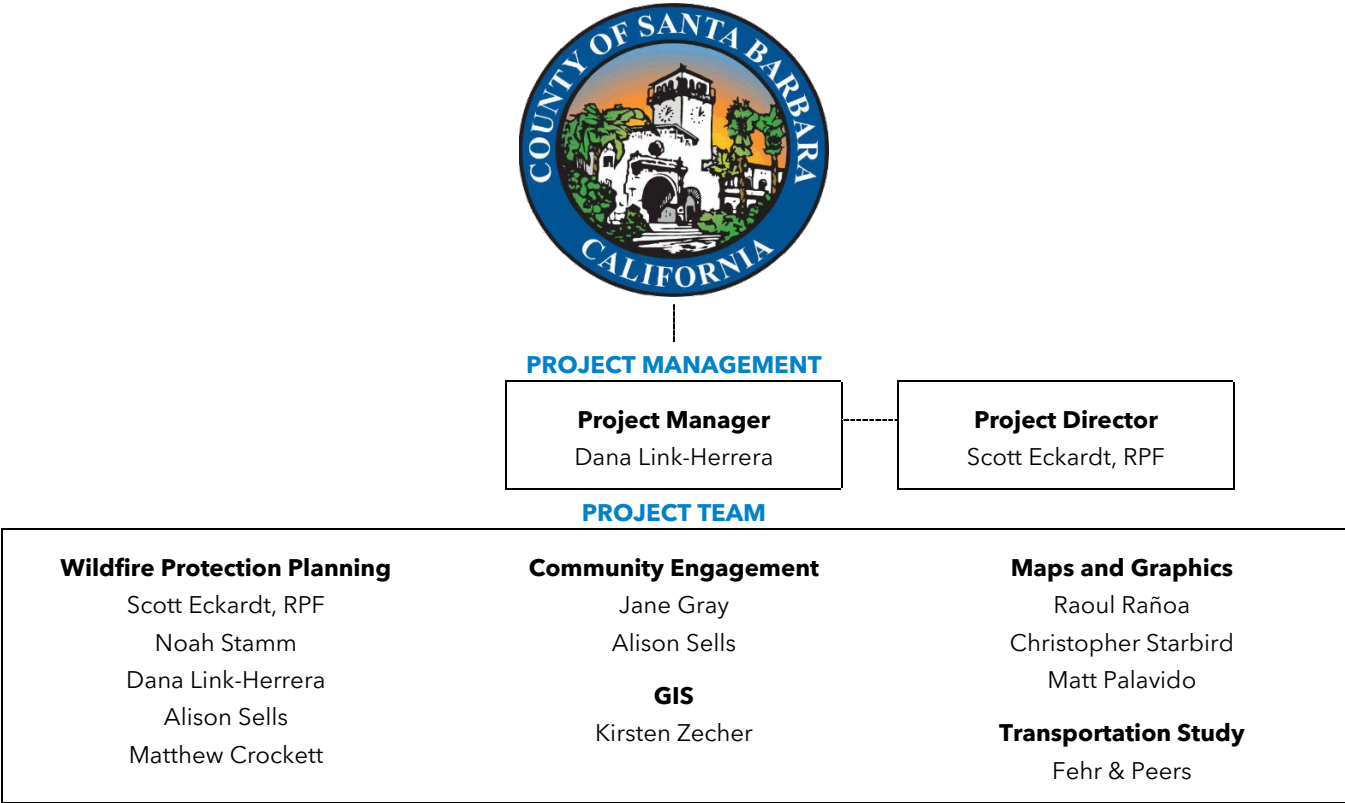 COUNTY OF SANTA BARBARA
CALIFORNIA
PROJECT MANAGEMENT
Project Manager
Dana Link-Herrera
Project Director
Scott Eckardt, RPF
PROJECT TEAM
Wildfire Protection Planning
Scott Eckardt, RPF
Noah Stamm
Dana Link-Herrera
Alison Sells
Matthew Crockett
Community Engagement
Jane Gray
Alison Sells
GIS
Kirsten Zecher
Maps and Graphics
Raoul Rañoa
Christopher Starbird
Matt Palavido
Transportation Study
Fehr & Peers